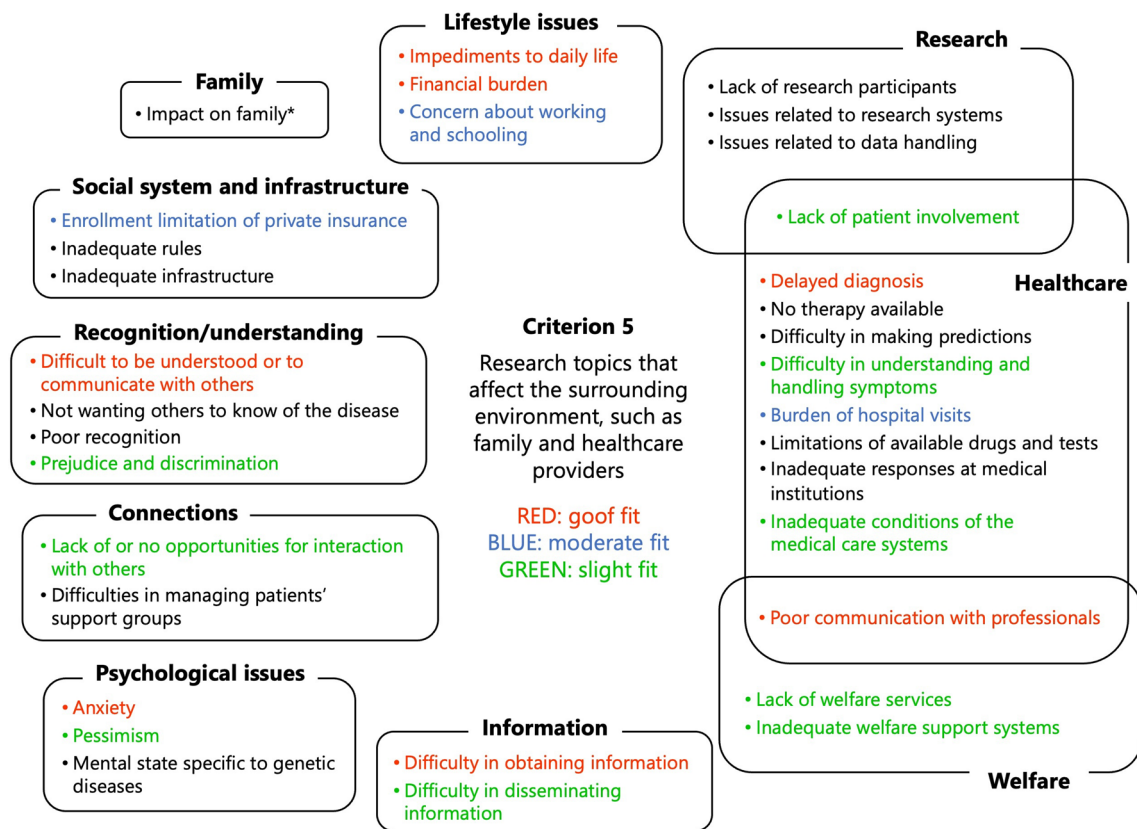 Lifestyle issues
• Impediments to daily life
• Financial burden
• Concern about working
and schooling
Family
• Impact on family*
Research
• Lack of research participants
• Issues related to research systems
• Issues related to data handling
• Lack of patient involvement
Social system and infrastructure
• Enrollment limitation of private insurance
• Inadequate rules
• Inadequate infrastructure
Healthcare
• Delayed diagnosis
• No therapy available
• Difficulty in making predictions
• Difficulty in understanding and
handling symptoms
• Burden of hospital visits
• Limitations of available drugs and tests
• Inadequate responses at medical
institutions
• Inadequate conditions of the
medical care systems
Recognition/understanding
• Difficult to be understood or to
communicate with others
• Not wanting others to know of the disease
• Poor recognition
• Prejudice and discrimination
Criterion 5
Research topics that
affect the surrounding
environment, such as
family and healthcare
providers
RED: goof fit
BLUE: moderate fit
GREEN: slight fit
Connections
• Lack of or no opportunities for interaction
with others
• Difficulties in managing patients’
support groups
• Poor communication with professionals
• Lack of welfare services
• Inadequate welfare support systems
Welfare
Psychological issues
• Anxiety
• Pessimism
• Mental state specific to genetic
diseases
Information
• Difficulty in obtaining information
• Difficulty in disseminating
information